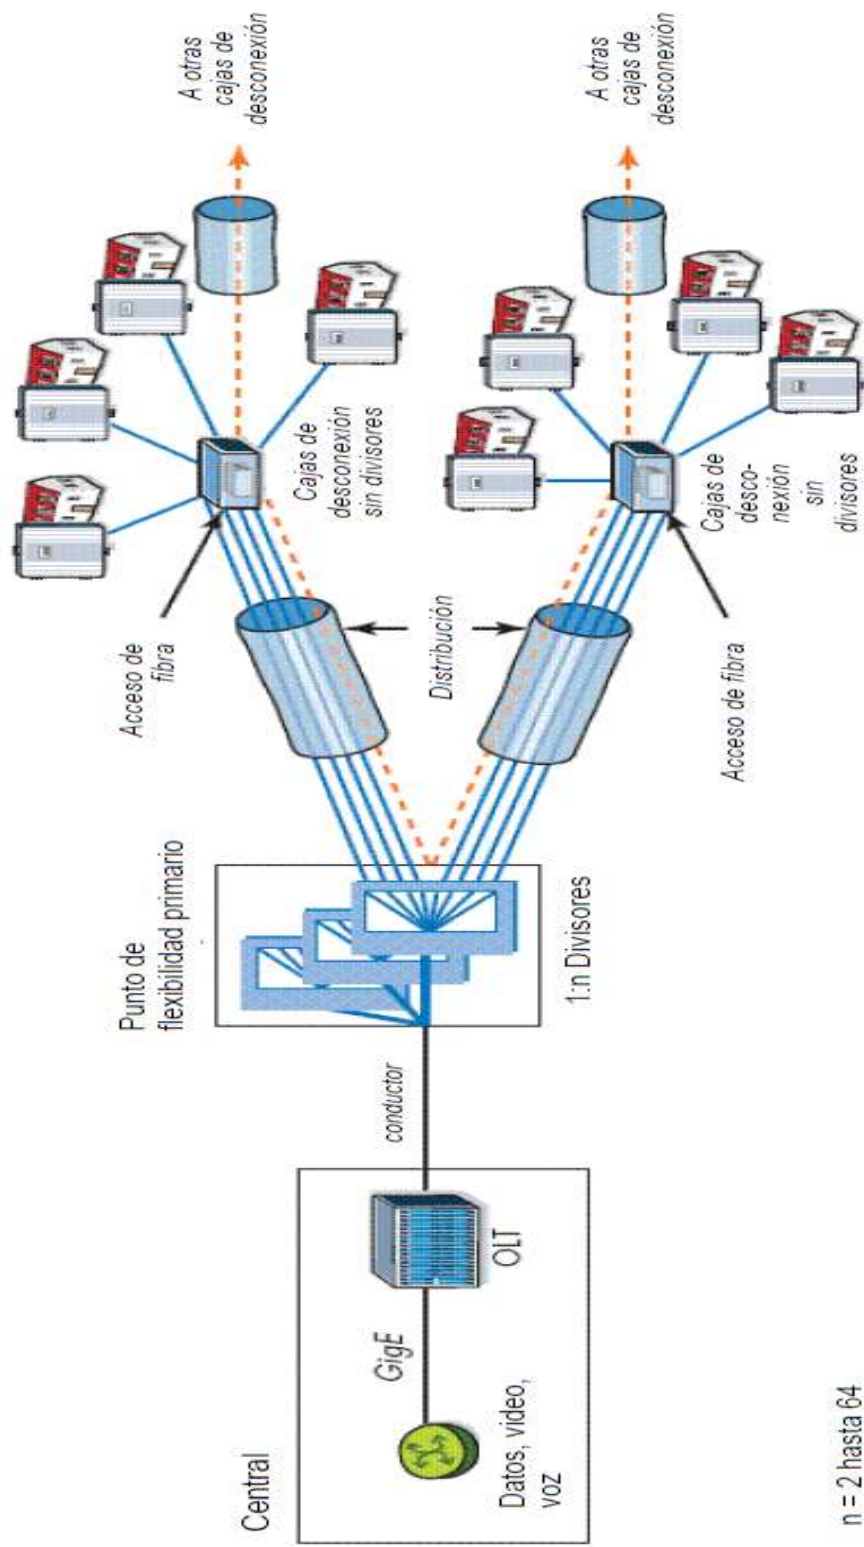 Central
Datos, video,
voz
GigE
OLT
conductor
Punto de
flexibilidad primario
1:n Divisores
Acceso de
fibra
Distribución
Acceso de fibra
Cajas de
desconexión
sin divisores
Cajas de
desco-
nexión
sin
divisores
A otras
cajas de
desconexión
A otras
cajas de
desconexión
n = 2 hasta 64